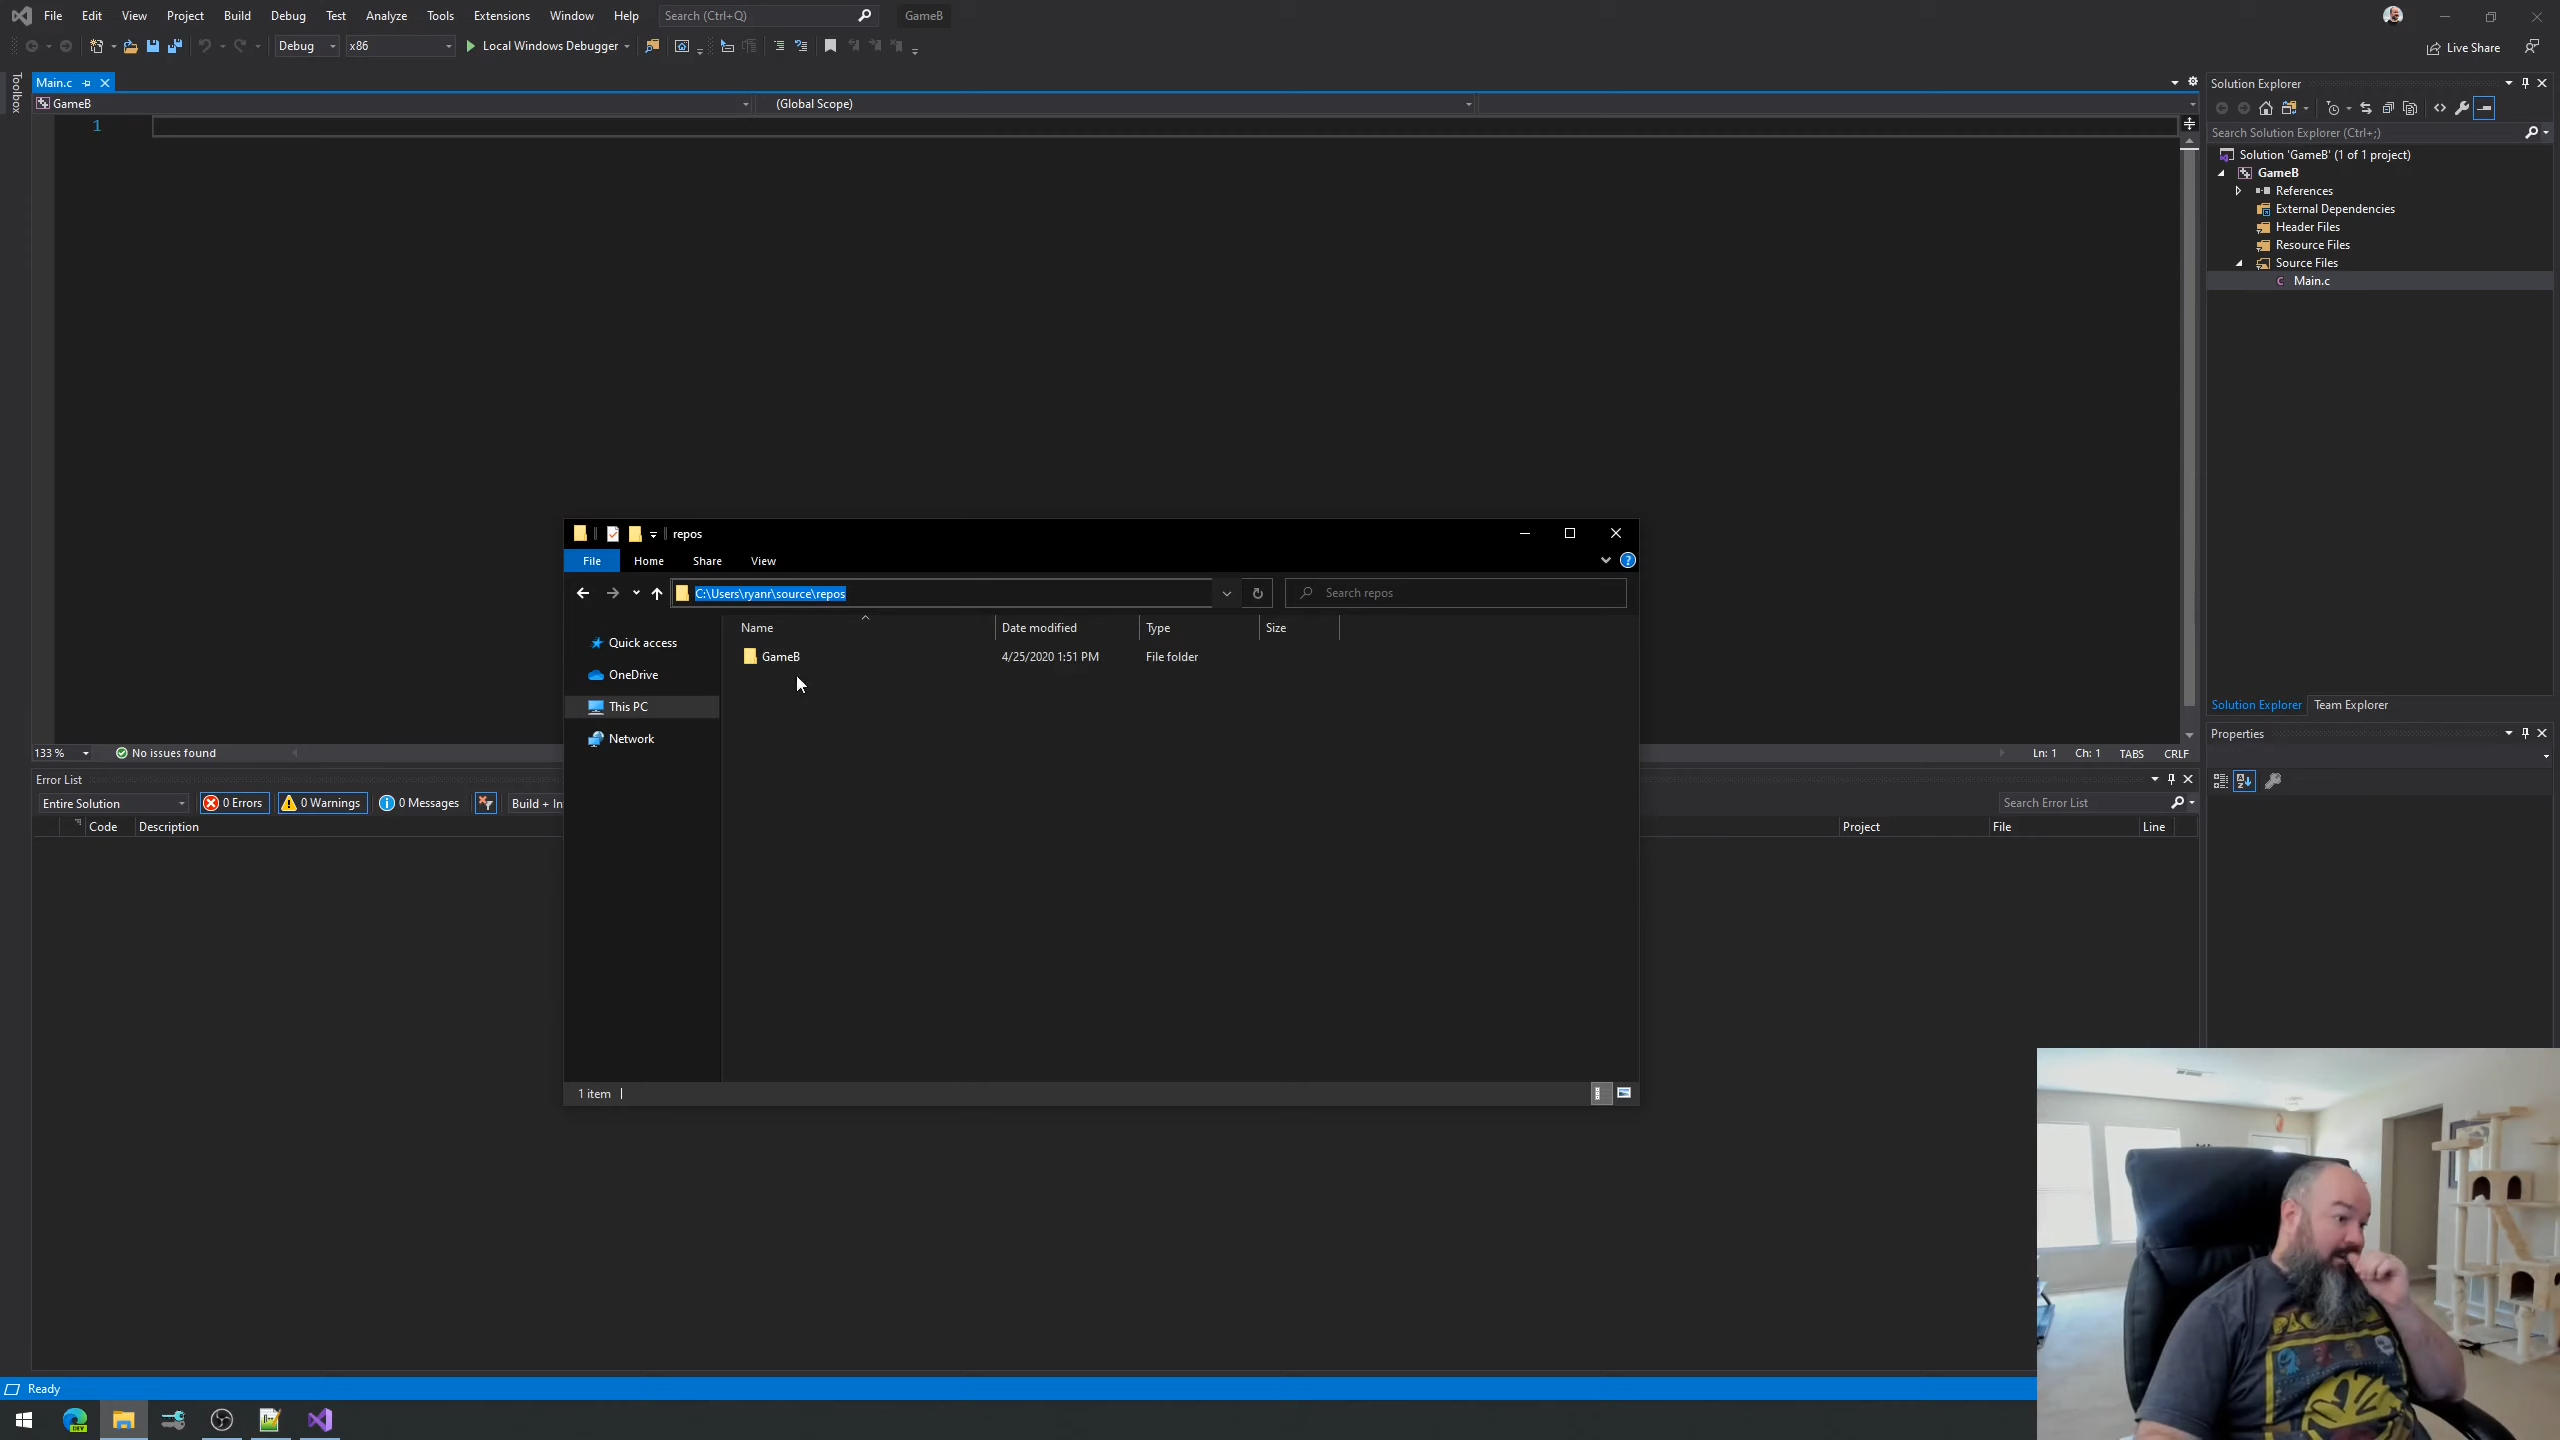 File Edit View Project Build Debug Test Analyze Tools Extensions Window Help Search (Ctrl+Q) GameB
Debug x86 Local Windows Debugger Live Share
Toolbox
Main.c
GameB (Global Scope)
1
Solution Explorer
Search Solution Explorer (Ctrl+;)
Solution 'GameB' (1 of 1 project)
GameB
References
External Dependencies
Header Files
Resource Files
Source Files
Main.c
Solution Explorer Team Explorer
Properties
repos
File Home Share View
C:\Users\ryanr\source\repos Search repos
Name Date modified Type Size
GameB 4/25/2020 1:51 PM File folder
Quick access
OneDrive
This PC
Network
1 item
133 % No issues found Ln: 1 Ch: 1 TABS CRLF
Error List
Entire Solution 0 Errors 0 Warnings 0 Messages Build + In Search Error List
Code Description Project File Line
Ready
DEV